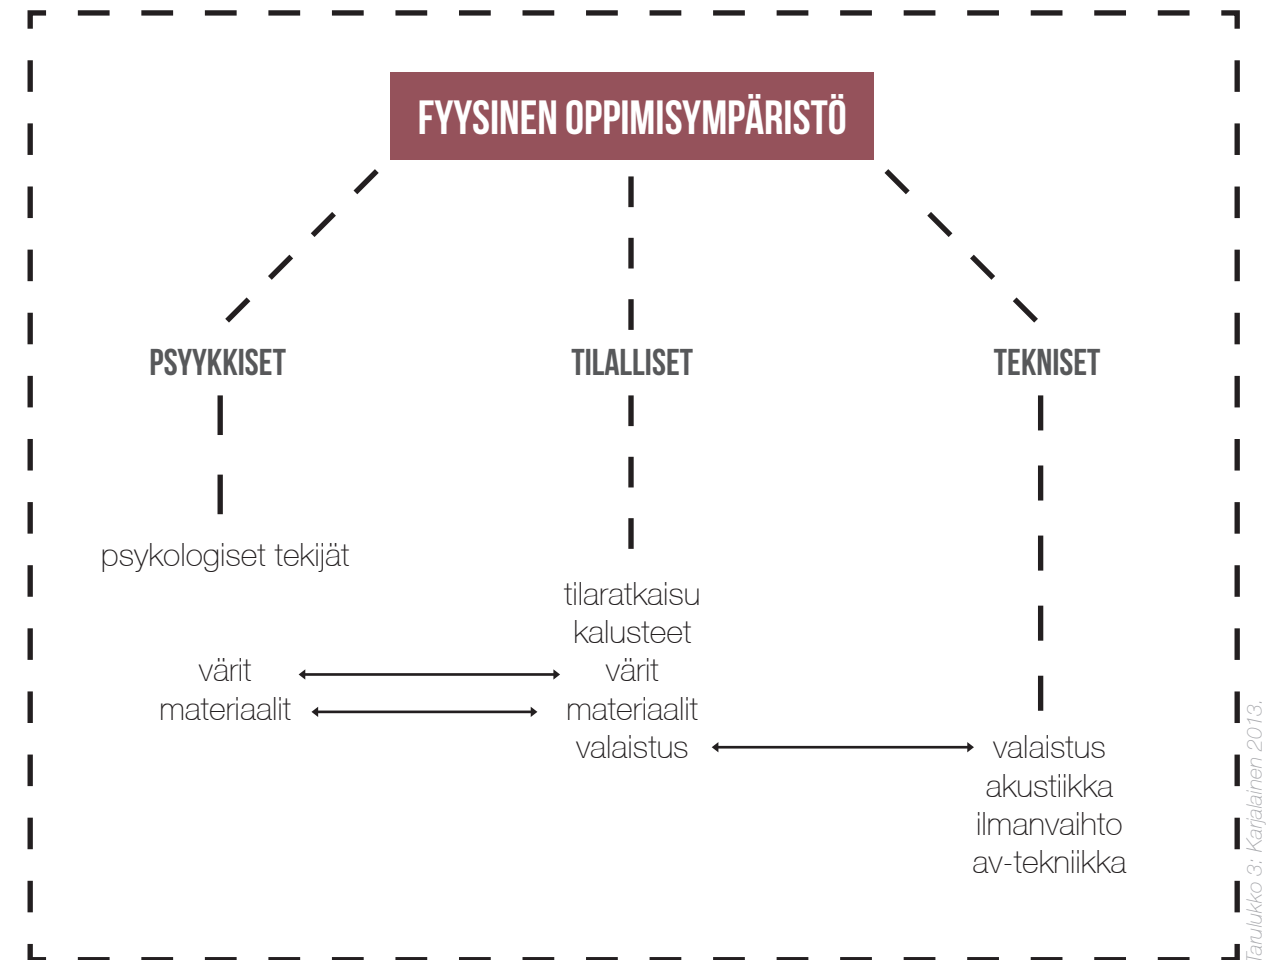 FYYSINEN OPPIMISYMPÄRISTÖ
PSYYKKISET
TILALLISET
TEKNISET
psykologiset tekijät
värit
materiaalit
tilaratkaisu
kalusteet
värit
materiaalit
valaistus
valaistus
akustiikka
ilmanvaihto
av-tekniikka
Tarulukko 3: Karjalainen 2013.